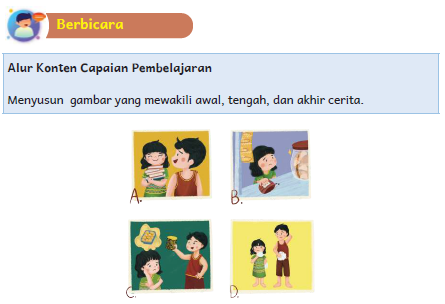 Berbicara
Alur Konten Capaian Pembelajaran
Menyusun gambar yang mewakili awal, tengah, dan akhir cerita.
A.
B.
C.
D.